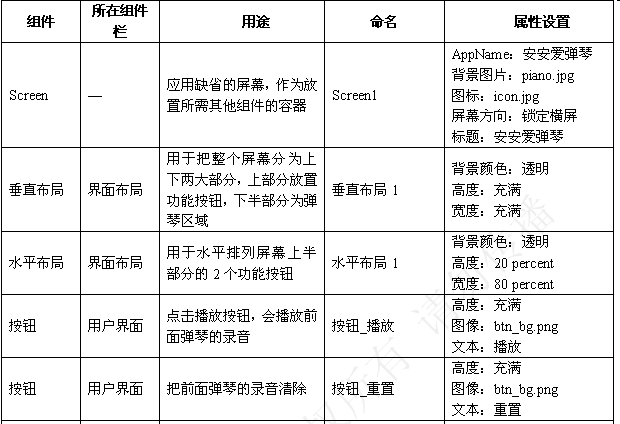 组件
所在组件
栏
用途
命名
属性设置
Screen
—
应用缺省的屏幕，作为放
置所需其他组件的容器
Screen1
AppName：安安爱弹琴
背景图片：piano.jpg
图标：icon.jpg
屏幕方向：锁定横屏
标题：安安爱弹琴
垂直布局
界面布局
用于把整个屏幕分为上
下两大部分，上部分放置
功能按钮，下半部分为弹
琴区域
垂直布局 1
背景颜色：透明
高度：充满
宽度：充满
水平布局
界面布局
用于水平排列屏幕上半
部分的 2 个功能按钮
水平布局 1
背景颜色：透明
高度：20 percent
宽度：80 percent
按钮
用户界面
点击播放按钮，会播放前
面弹琴的录音
按钮_播放
高度：充满
图像：btn_bg.png
文本：播放
按钮
用户界面
把前面弹琴的录音清除
按钮_重置
高度：充满
图像：btn_bg.png
文本：重置